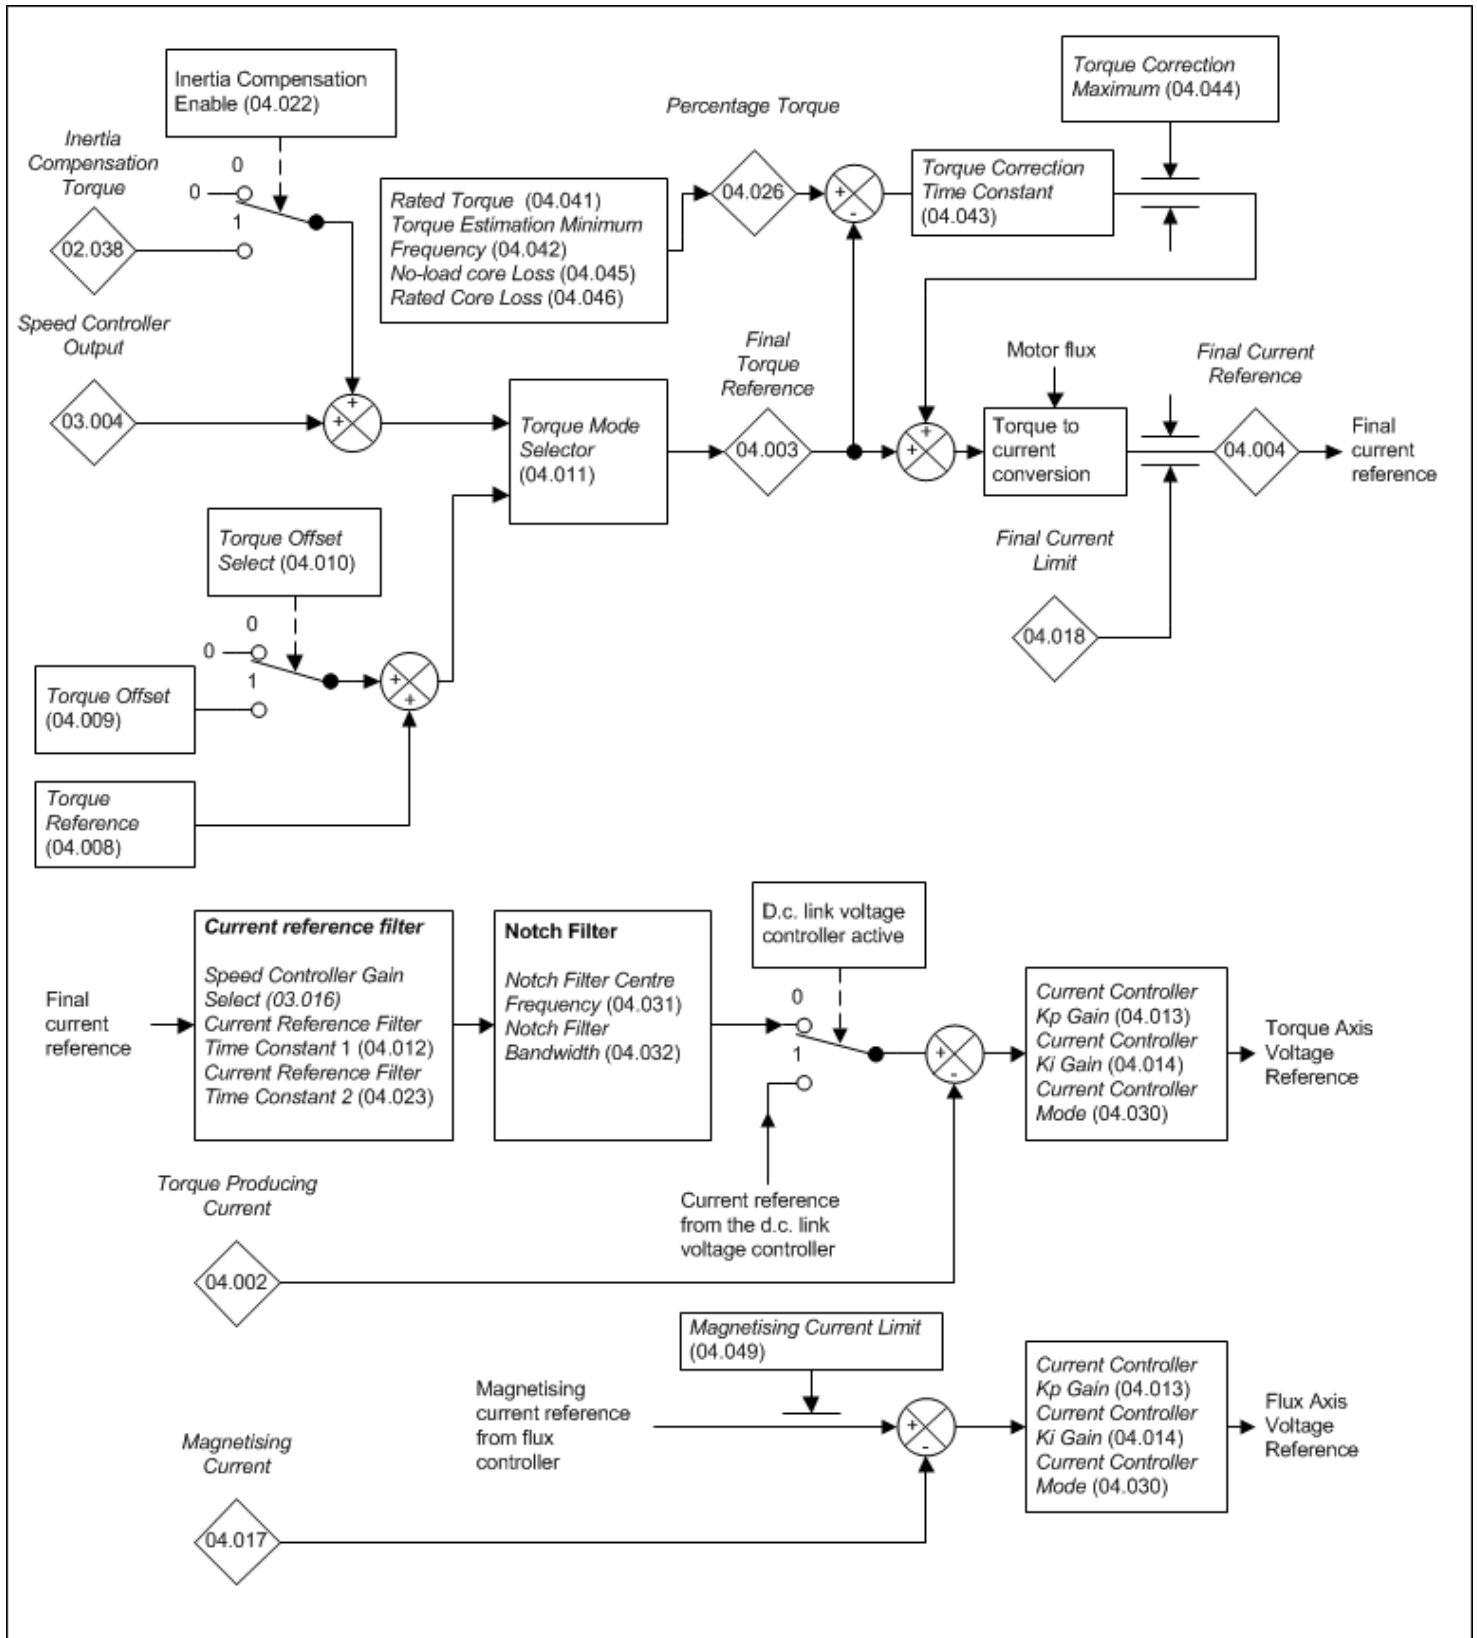 Inertia Compensation
Enable (04.022)
Inertia
Compensation
Torque
02.038
0
0
1
Speed Controller
Output
03.004
+
+
Rated Torque (04.041)
Torque Estimation Minimum
Frequency (04.042)
No-load core Loss (04.045)
Rated Core Loss (04.046)
Percentage Torque
04.026
+
-
Torque Correction
Time Constant
(04.043)
Torque Correction
Maximum (04.044)
Torque Mode
Selector
(04.011)
Final
Torque
Reference
04.003
+
+
Motor flux
Torque to
current
conversion
Final Current
Reference
04.004
Final
current
reference
Final Current
Limit
04.018
Torque Offset
Select (04.010)
0
0
1
Torque Offset
(04.009)
+
+
Torque
Reference
(04.008)
Final
current
reference
Current reference filter
Speed Controller Gain
Select (03.016)
Current Reference Filter
Time Constant 1 (04.012)
Current Reference Filter
Time Constant 2 (04.023)
Notch Filter
Notch Filter Centre
Frequency (04.031)
Notch Filter
Bandwidth (04.032)
D.c. link voltage
controller active
0
1
Current reference
from the d.c. link
voltage controller
+
-
Current Controller
Kp Gain (04.013)
Current Controller
Ki Gain (04.014)
Current Controller
Mode (04.030)
Torque Axis
Voltage
Reference
Torque Producing
Current
04.002
Magnetising Current Limit
(04.049)
Magnetising
current reference
from flux
controller
+
-
Current Controller
Kp Gain (04.013)
Current Controller
Ki Gain (04.014)
Current Controller
Mode (04.030)
Flux Axis
Voltage
Reference
Magnetising
Current
04.017